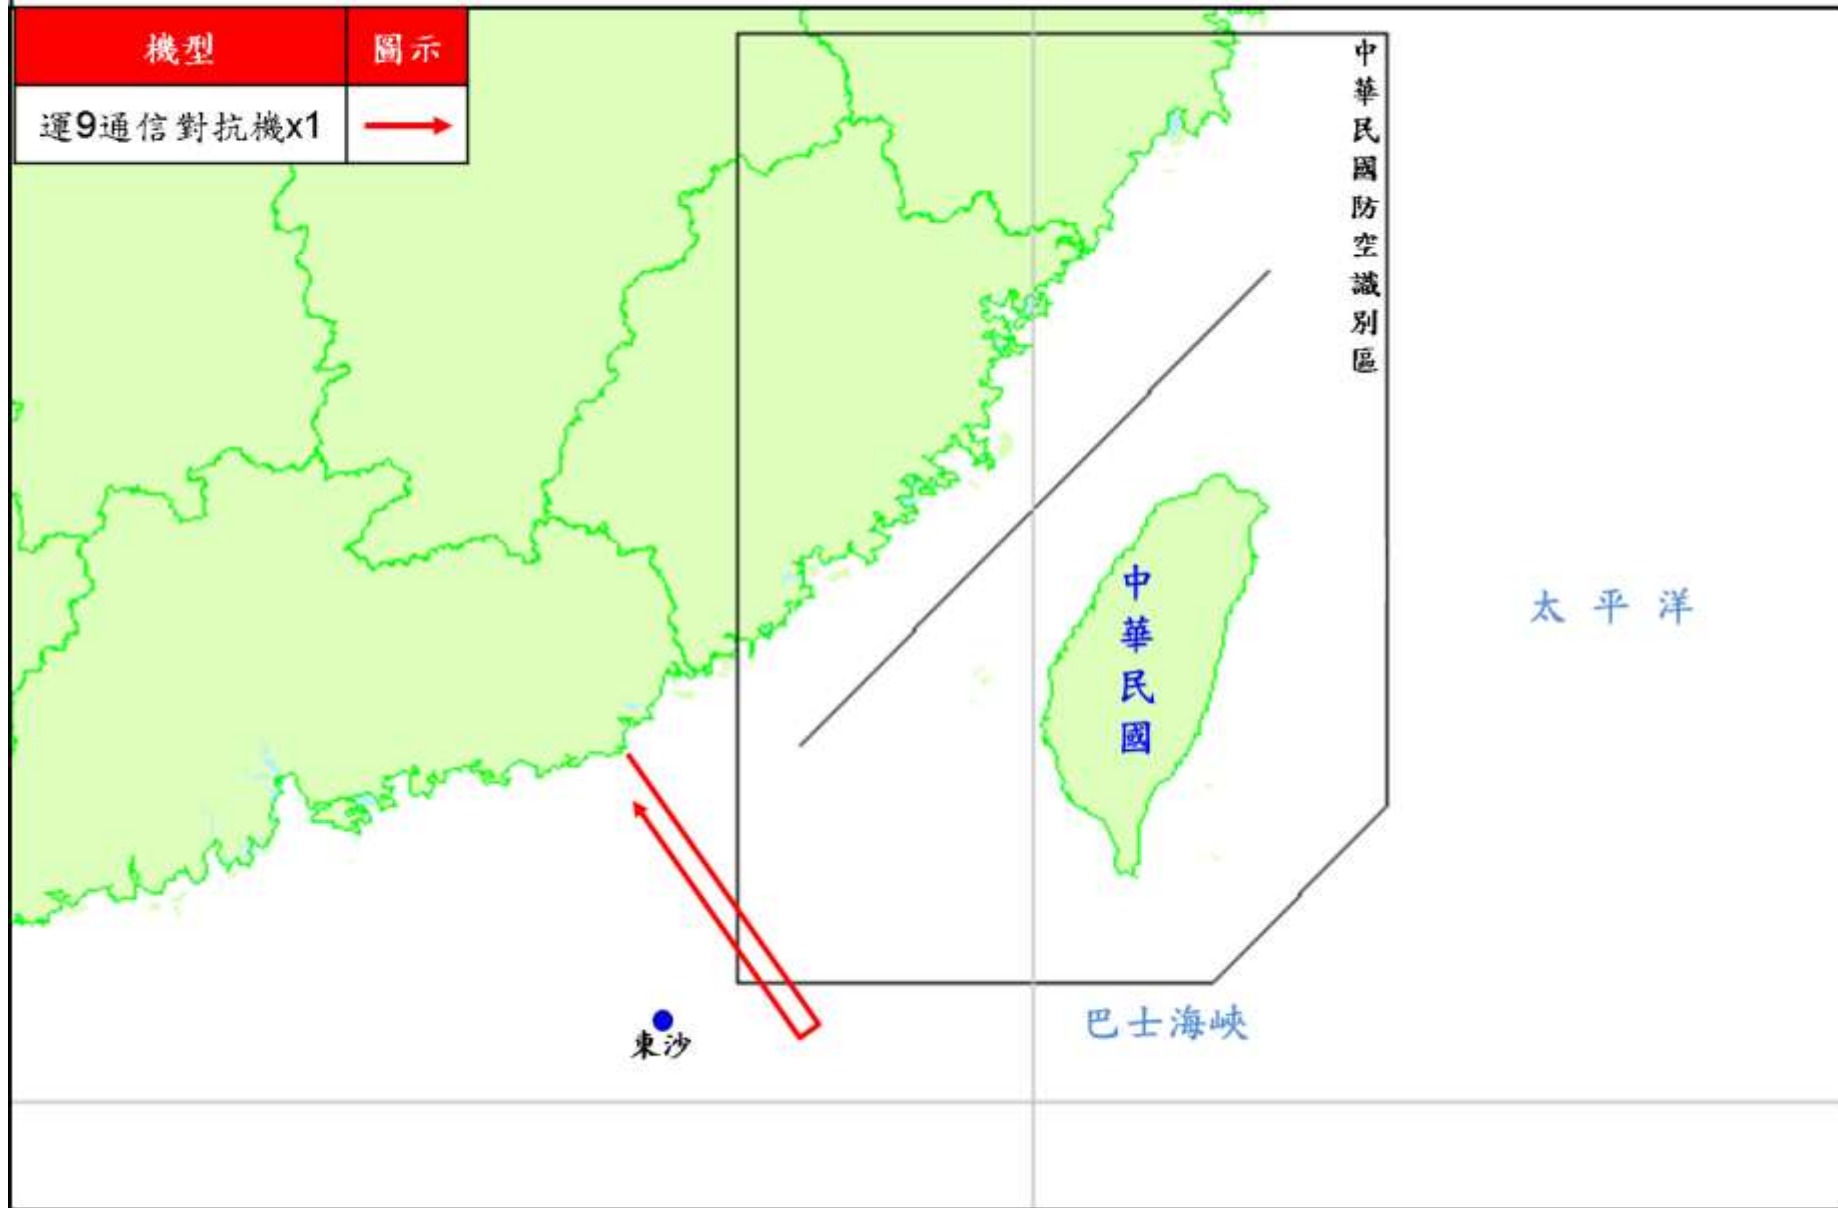 機型 圖示
運9通信對抗機x1
中華民國防空識別區
中華民國
太平洋
巴士海峽
東沙